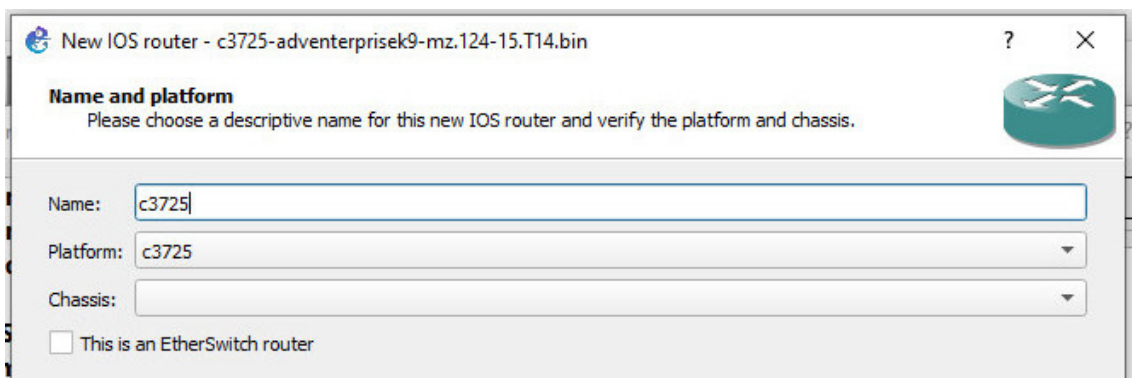 New IOS router - c3725-adventerprisek9-mz.124-15.T14.bin ? ×
Name and platform
Please choose a descriptive name for this new IOS router and verify the platform and chassis.
Name: c3725
Platform: c3725
Chassis:
This is an EtherSwitch router